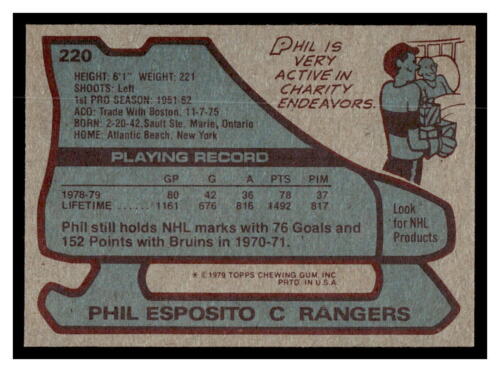 220
HEIGHT: 6'1" WEIGHT: 221
SHOOTS: Left
1st PRO SEASON: 1961-62
ACQ: Trade With Boston, 11-7-75
BORN: 2-20-42, Sault Ste. Marie, Ontario
HOME: Atlantic Beach, New York
PHIL IS
VERY
ACTIVE IN
CHARITY
ENDEAVORS.
PLAYING RECORD
GP G A PTS PIM
1978-79 80 42 36 78 37
LIFETIME 1161 676 816 1492 817
Phil still holds NHL marks with 76 Goals and
152 Points with Bruins in 1970-71.
Look
for NHL
Products
* © 1979 TOPPS CHEWING GUM, INC
PRTD. IN U.S.A.
PHIL ESPOSITO C RANGERS